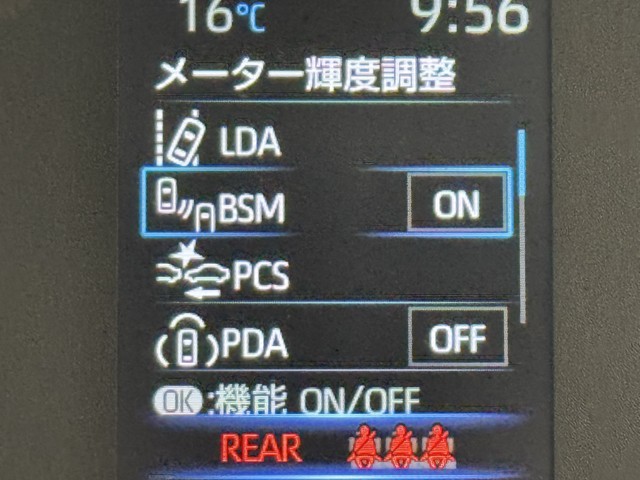 16℃ 9:56
メーター輝度調整
LDA
BSM ON
PCS
PDA OFF
OK:機能 ON/OFF
REAR